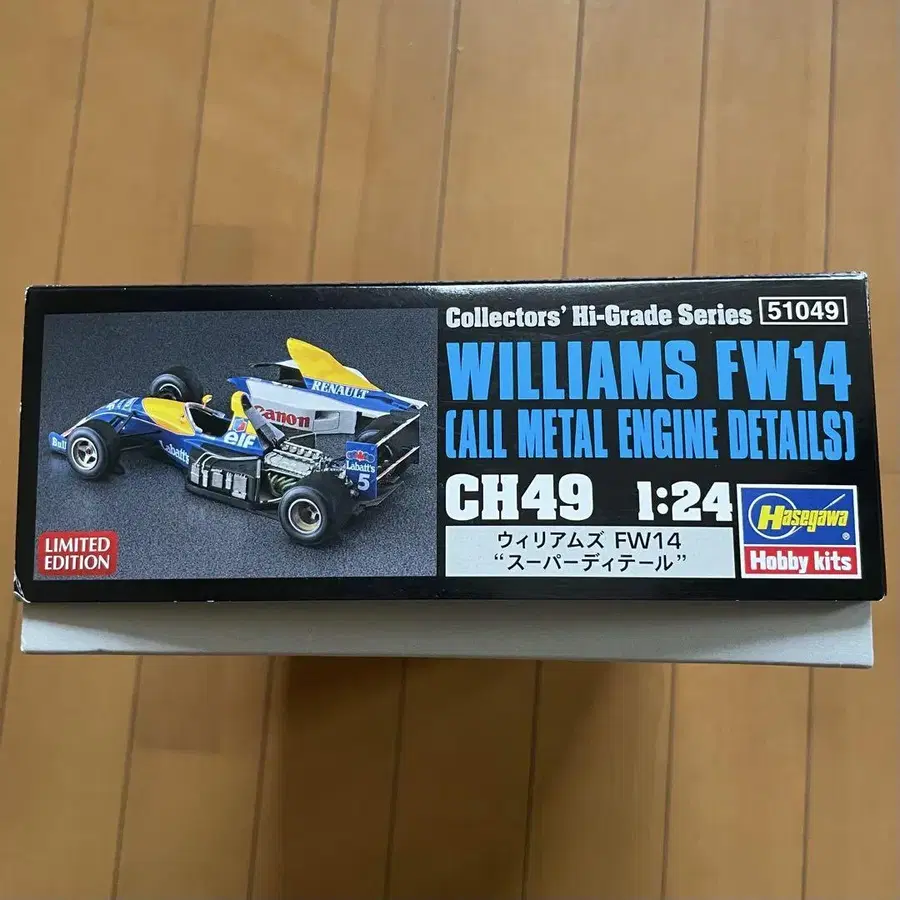 Collectors' Hi-Grade Series 51049
WILLIAMS FW14
(ALL METAL ENGINE DETAILS)
CH49 1:24
ウィリアムズ FW14
“スーパーディテール”
Hasegawa
Hobby kits
LIMITED
EDITION
RENAULT
Canon
elf
Labatt's
Labatt's
5
Bull